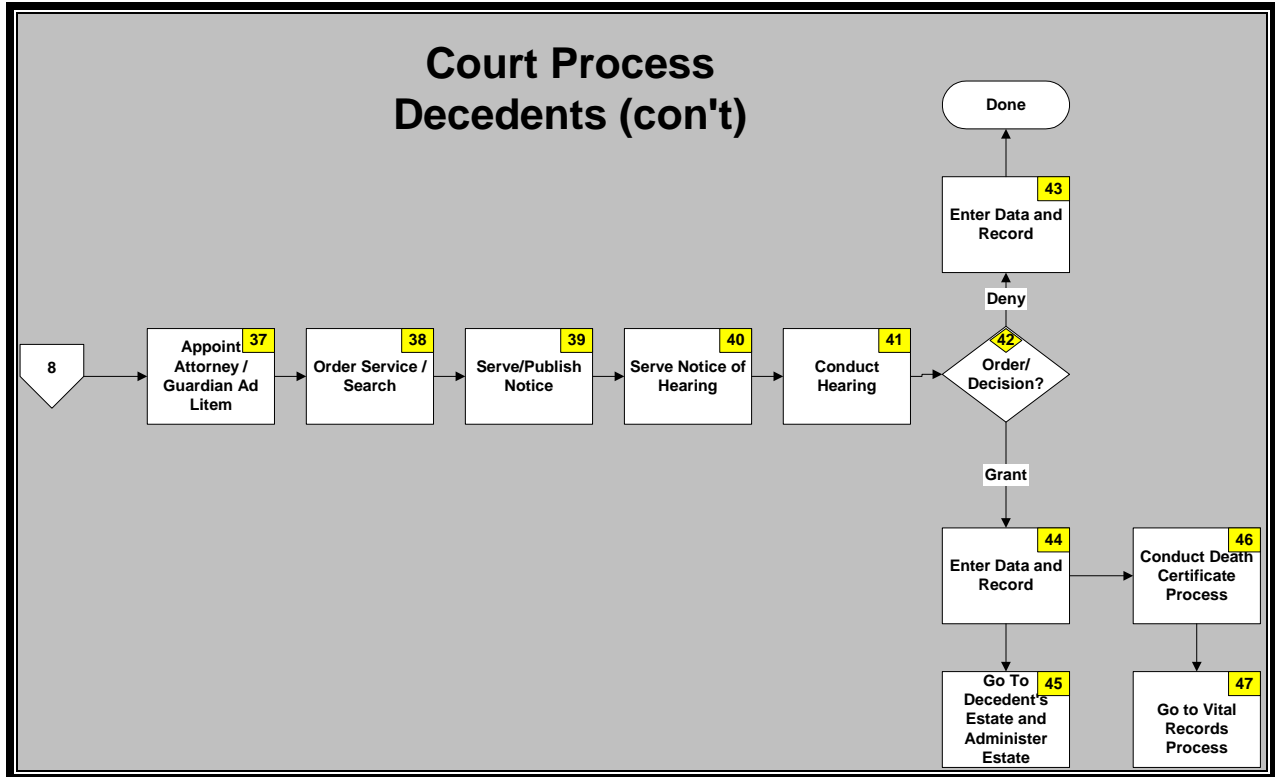 Court Process
Decedents (con't)
Done
43
Enter Data and
Record
Deny
8
37
Appoint
Attorney /
Guardian Ad
Litem
38
Order Service /
Search
39
Serve/Publish
Notice
40
Serve Notice of
Hearing
41
Conduct
Hearing
42
Order/
Decision?
Grant
44
Enter Data and
Record
46
Conduct Death
Certificate
Process
45
Go To
Decedent's
Estate and
Administer
Estate
47
Go to Vital
Records
Process